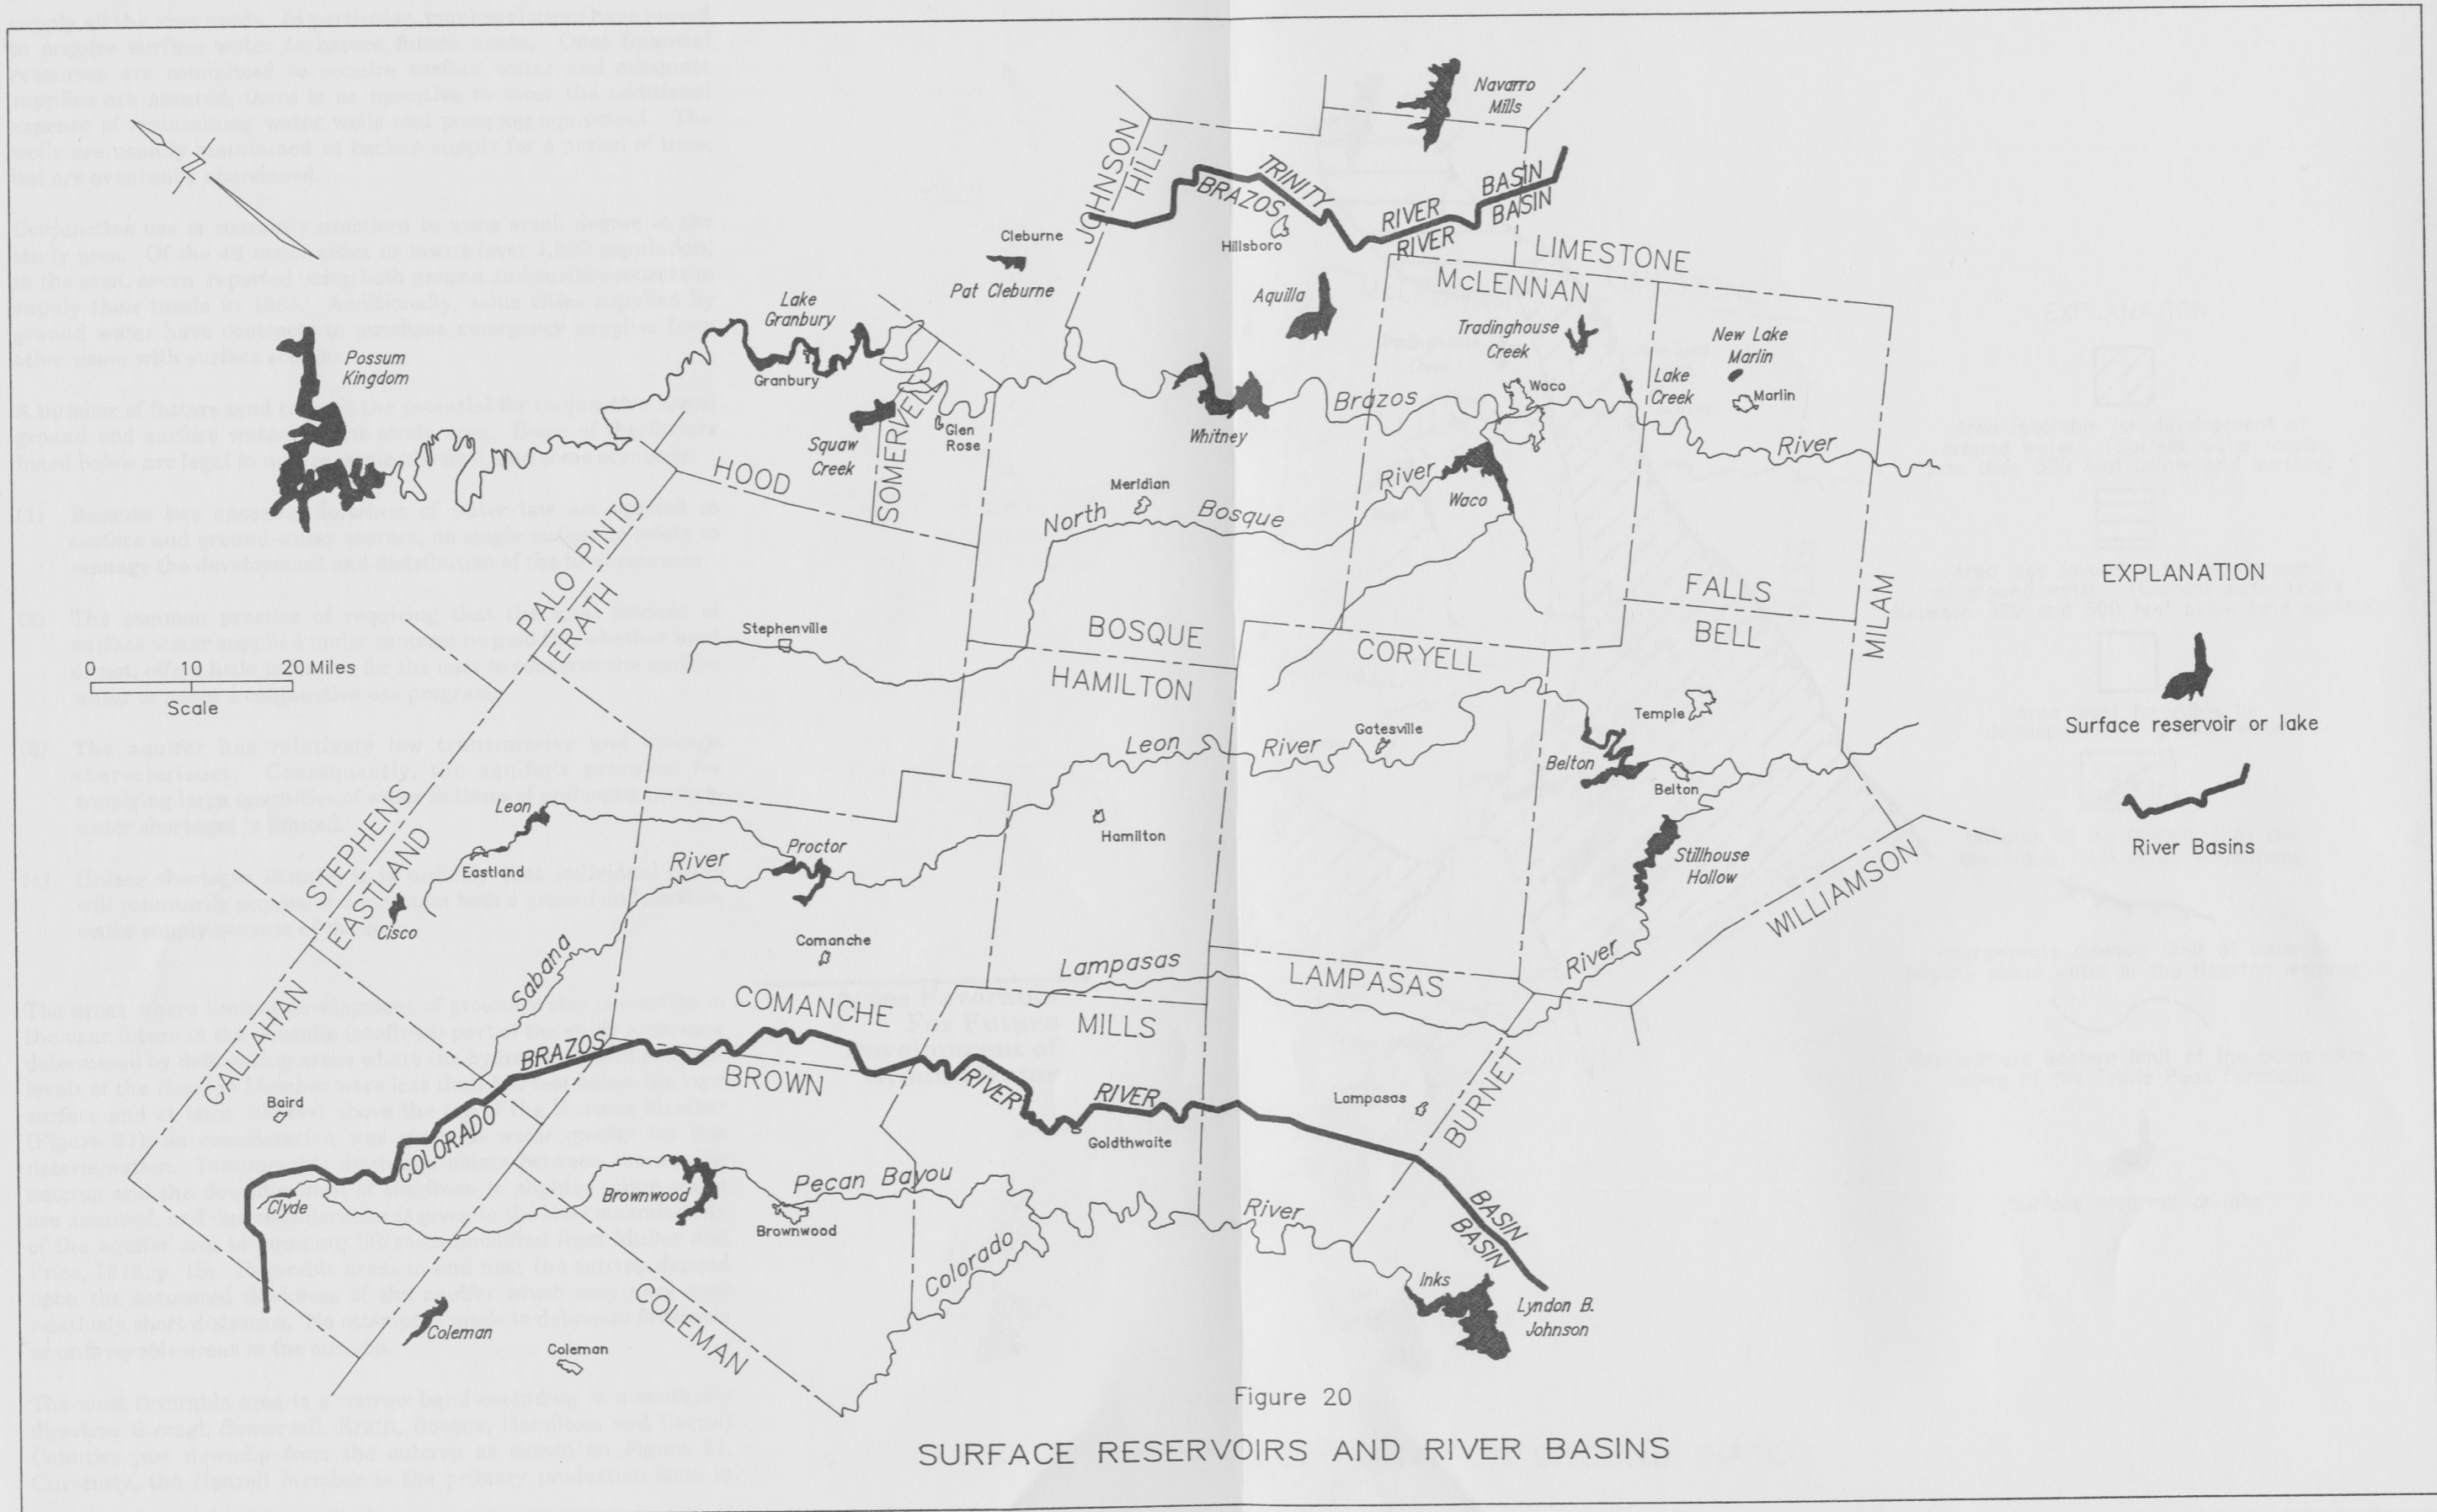 Navarro
Mills
JOHNSON
HILL
TRINITY
BRAZOS
RIVER
RIVER
BASIN
BASIN
Cleburne
Pat Cleburne
Hillsboro
LIMESTONE
McLENNAN
Lake
Granbury
Granbury
Aquilla
Tradinghouse
Creek
New Lake
Marlin
Possum
Kingdom
Lake
Creek
Marlin
Waco
Brazos
River
Squaw
Creek
SOMERVELL
Glen
Rose
Whitney
HOOD
Meridian
River
Waco
North
Bosque
PALO PINTO
ERATH
EXPLANATION
Stephenville
BOSQUE
HAMILTON
CORYELL
FALLS
BELL
MILAM
0 10 20 Miles
Scale
Temple
Surface reservoir or lake
Leon
River
Gatesville
Belton
Belton
STEPHENS
EASTLAND
Leon
Eastland
Cisco
River
Proctor
Hamilton
Stillhouse
Hollow
River Basins
WILLIAMSON
Comanche
Sabana
Lampasas
LAMPASAS
River
CALLAHAN
COMANCHE
MILLS
BRAZOS
BROWN
RIVER
RIVER
COLORADO
Baird
Goldthwaite
Lampasas
BURNET
Clyde
Brownwood
Pecan Bayou
Brownwood
River
BASIN
BASIN
Colorado
COLEMAN
Coleman
Coleman
Inks
Lyndon B.
Johnson
Figure 20
SURFACE RESERVOIRS AND RIVER BASINS